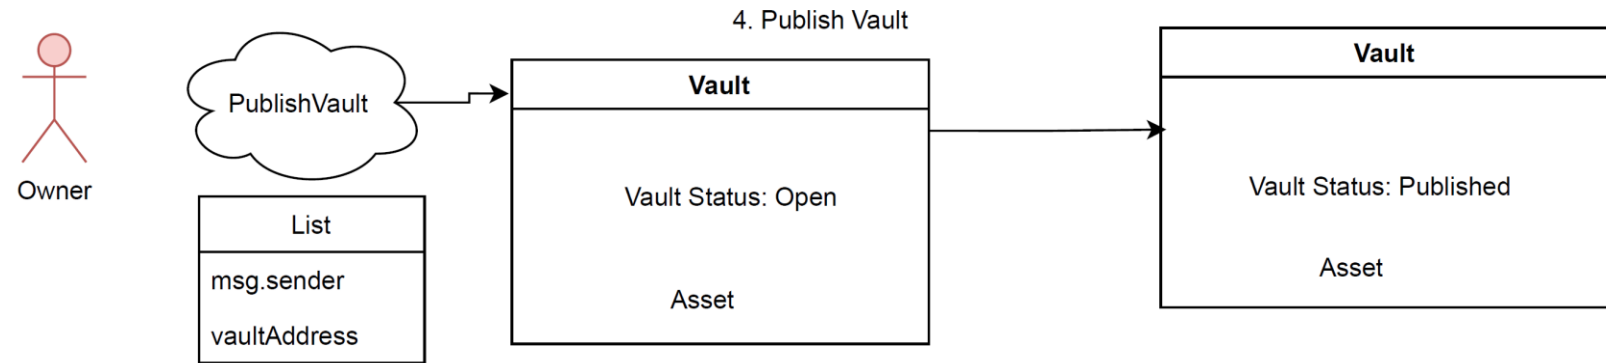 4. Publish Vault
Owner
PublishVault
List
msg.sender
vaultAddress
Vault
Vault Status: Open
Asset
Vault
Vault Status: Published
Asset